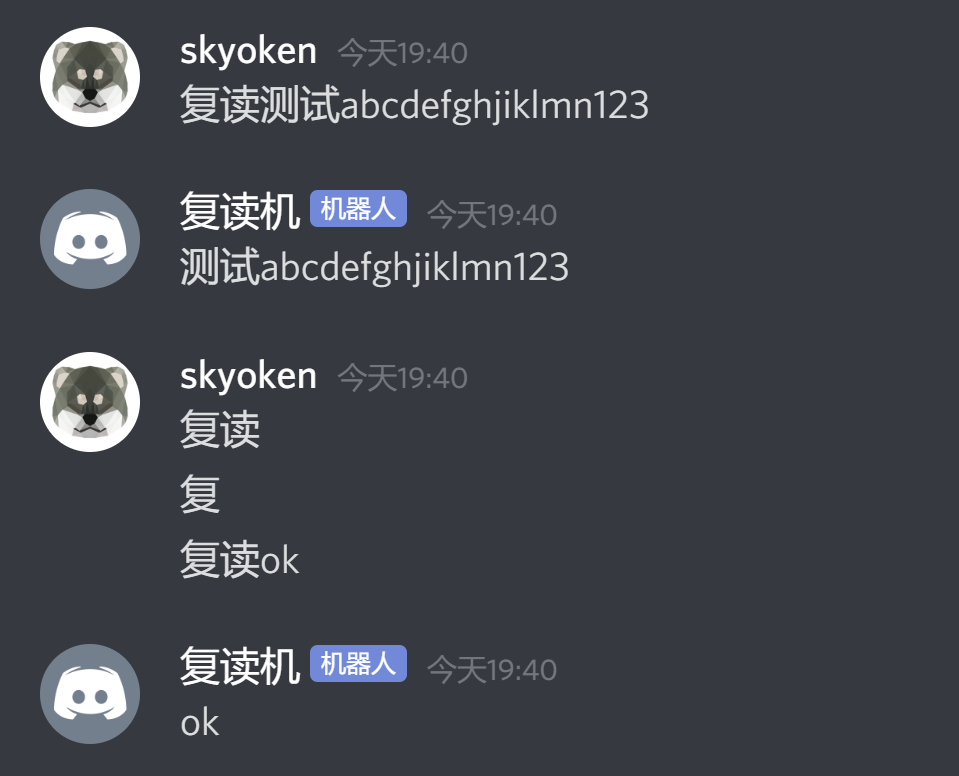 skyoken 今天19:40
复读测试abcdefghjiklmn123
复读机 机器人 今天19:40
测试abcdefghjiklmn123
skyoken 今天19:40
复读
复
复读ok
复读机 机器人 今天19:40
ok